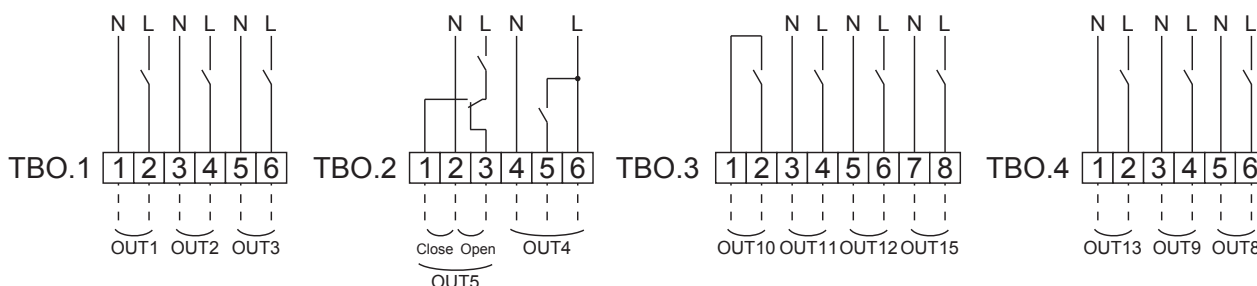 N L N L N L N L N L N L N L N L N L N L N L
TBO.1 1 2 3 4 5 6 TBO.2 1 2 3 4 5 6 TBO.3 1 2 3 4 5 6 7 8 TBO.4 1 2 3 4 5 6
OUT1 OUT2 OUT3 Close Open OUT4 OUT10 OUT11 OUT12 OUT15 OUT13 OUT9 OUT8
OUT5